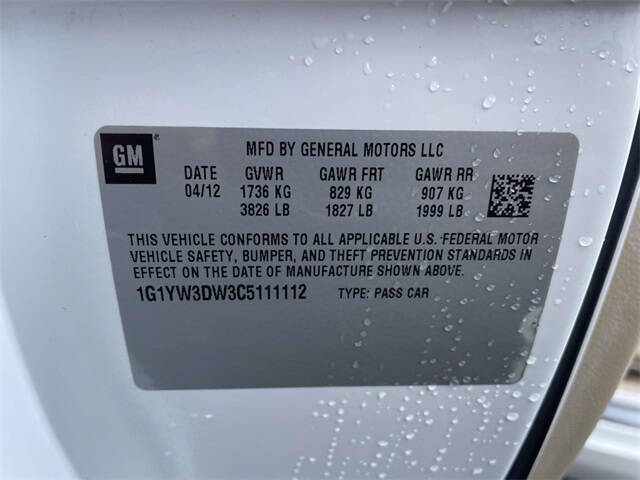 GM
MFD BY GENERAL MOTORS LLC
DATE GVWR GAWR FRT GAWR RR
04/12 1736 KG 829 KG 907 KG
3826 LB 1827 LB 1999 LB
THIS VEHICLE CONFORMS TO ALL APPLICABLE U.S. FEDERAL MOTOR
VEHICLE SAFETY, BUMPER, AND THEFT PREVENTION STANDARDS IN
EFFECT ON THE DATE OF MANUFACTURE SHOWN ABOVE.
1G1YW3DW3C5111112 TYPE: PASS CAR